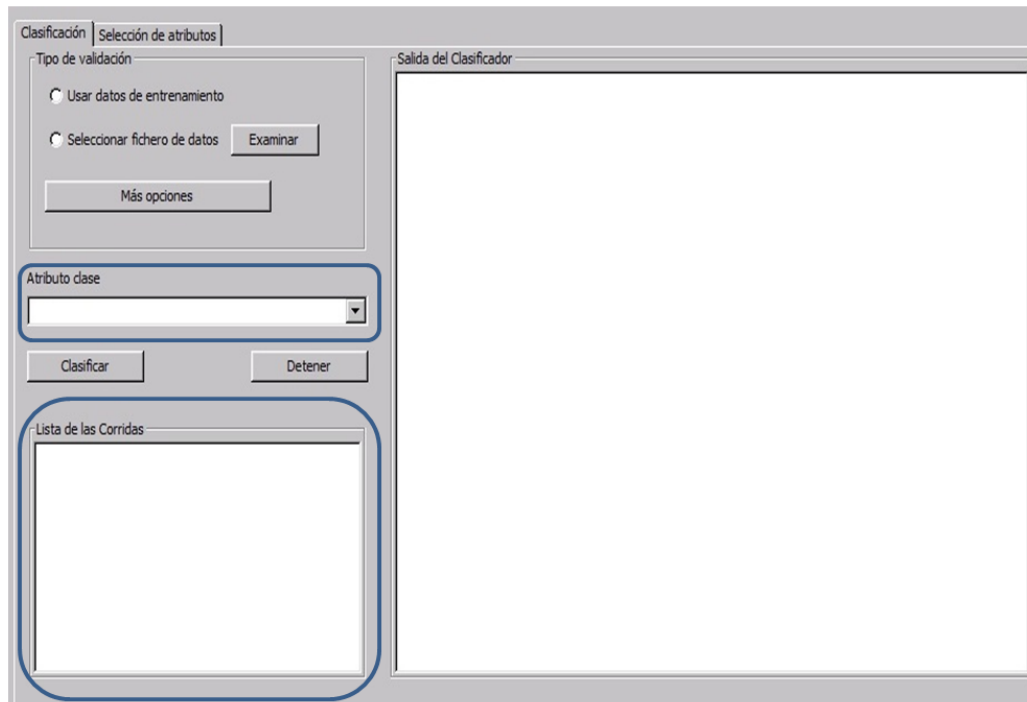 Clasificación
Selección de atributos
Tipo de validación
Usar datos de entrenamiento
Seleccionar fichero de datos
Examinar
Más opciones
Atributo clase
Clasificar
Detener
Lista de las Corridas
Salida del Clasificador